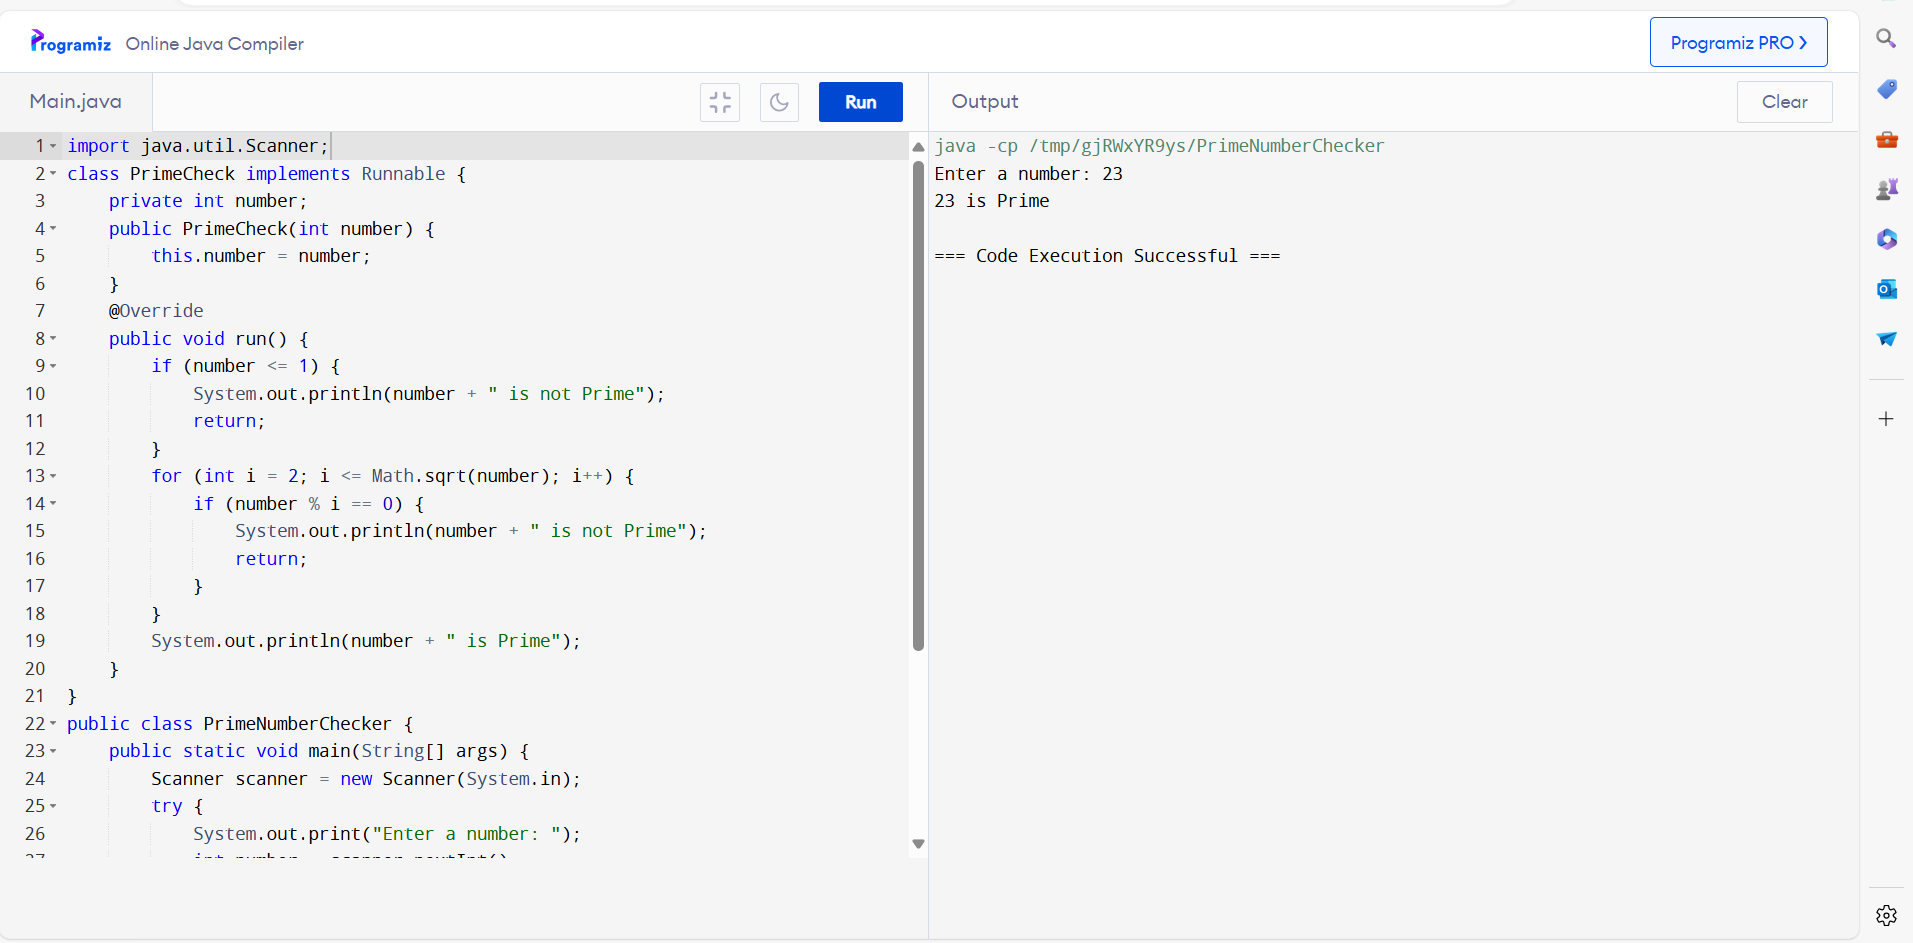 Programiz Online Java Compiler
Programiz PRO
Main.java
Run
Output
Clear
1 import java.util.Scanner;
2 class PrimeCheck implements Runnable {
3     private int number;
4     public PrimeCheck(int number) {
5         this.number = number;
6     }
7     @Override
8     public void run() {
9         if (number <= 1) {
10             System.out.println(number + " is not Prime");
11             return;
12         }
13         for (int i = 2; i <= Math.sqrt(number); i++) {
14             if (number % i == 0) {
15                 System.out.println(number + " is not Prime");
16                 return;
17             }
18         }
19         System.out.println(number + " is Prime");
20     }
21 }
22 public class PrimeNumberChecker {
23     public static void main(String[] args) {
24         Scanner scanner = new Scanner(System.in);
25         try {
26             System.out.print("Enter a number: ");
27             int number scanner.nextInt()
java -cp /tmp/gjRWxYR9ys/PrimeNumberChecker
Enter a number: 23
23 is Prime
=== Code Execution Successful ===